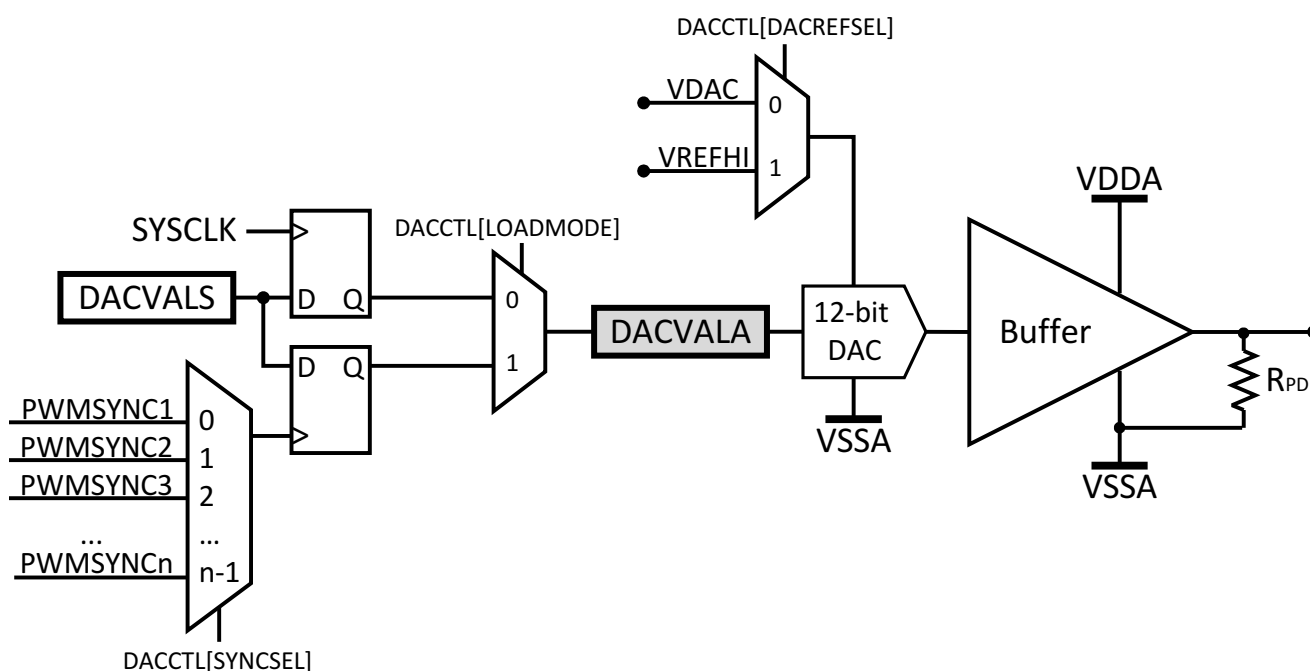 DACCTL[DACREFSEL]
VDAC
0
VREFHI
1
VDDA
SYSCLK
DACCTL[LOADMODE]
DACVALS
D Q
0
DACVALA
12-bit
DAC
Buffer
D Q
1
RPD
VSSA
PWMSYNC1 0
PWMSYNC2 1
PWMSYNC3 2
... ...
PWMSYNCn n-1
VSSA
DACCTL[SYNCSEL]